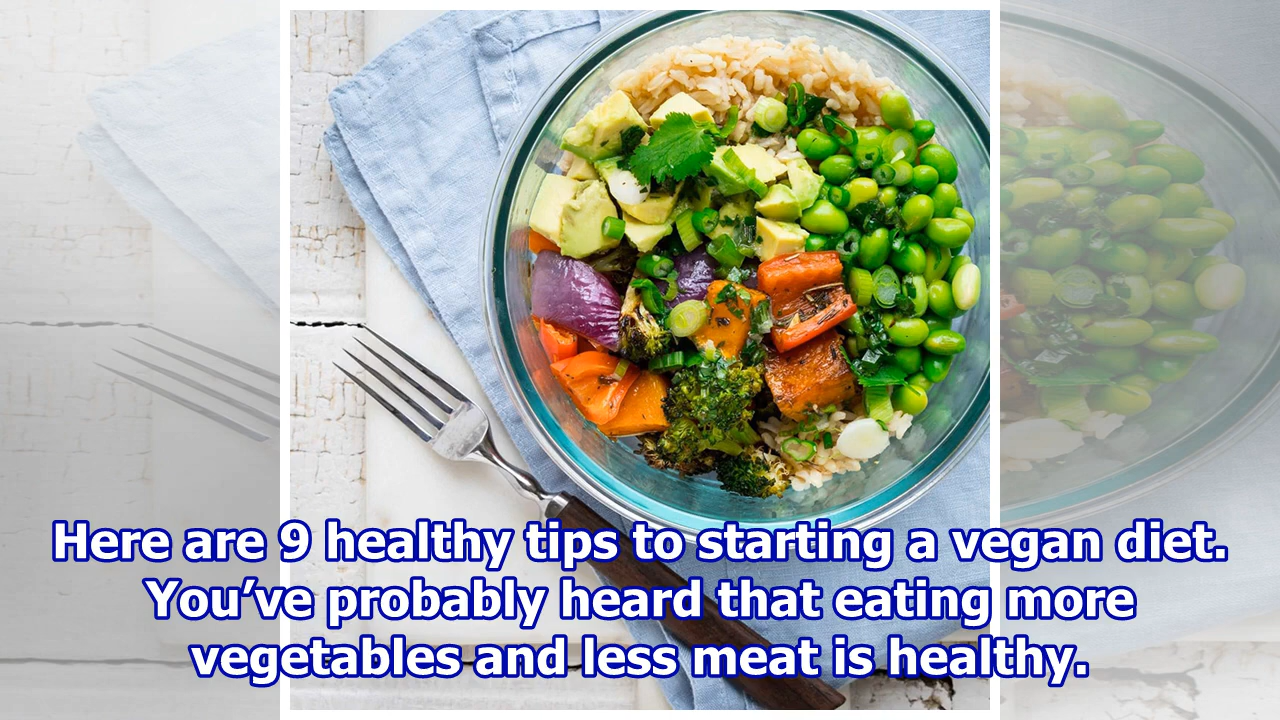 Here are 9 healthy tips to starting a vegan diet.
You’ve probably heard that eating more
vegetables and less meat is healthy.